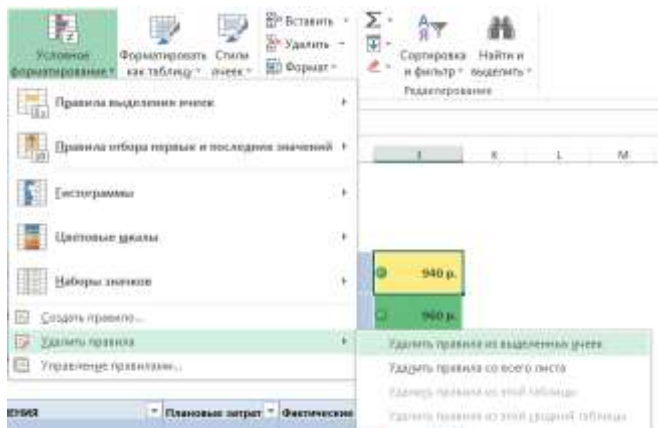 Условное
форматирование
Форматировать
как таблицу
Стили
ячеек
Вставить
Удалить
Формат
Сортировка
и фильтр
Найти и
выделить
Редактирование
Правила выделения ячеек
Правила отбора первых и последних значений
Гистограммы
Цветовые шкалы
Наборы значков
Создать правило...
Удалить правила
Управление правилами...
J K L M
940 р.
960 р.
Удалить правила из выделенных ячеек
Удалить правила со всего листа
Удалить правила из этой таблицы
Удалить правила из этой сводной таблицы
ЕНИЯ Плановые затрат Фактические